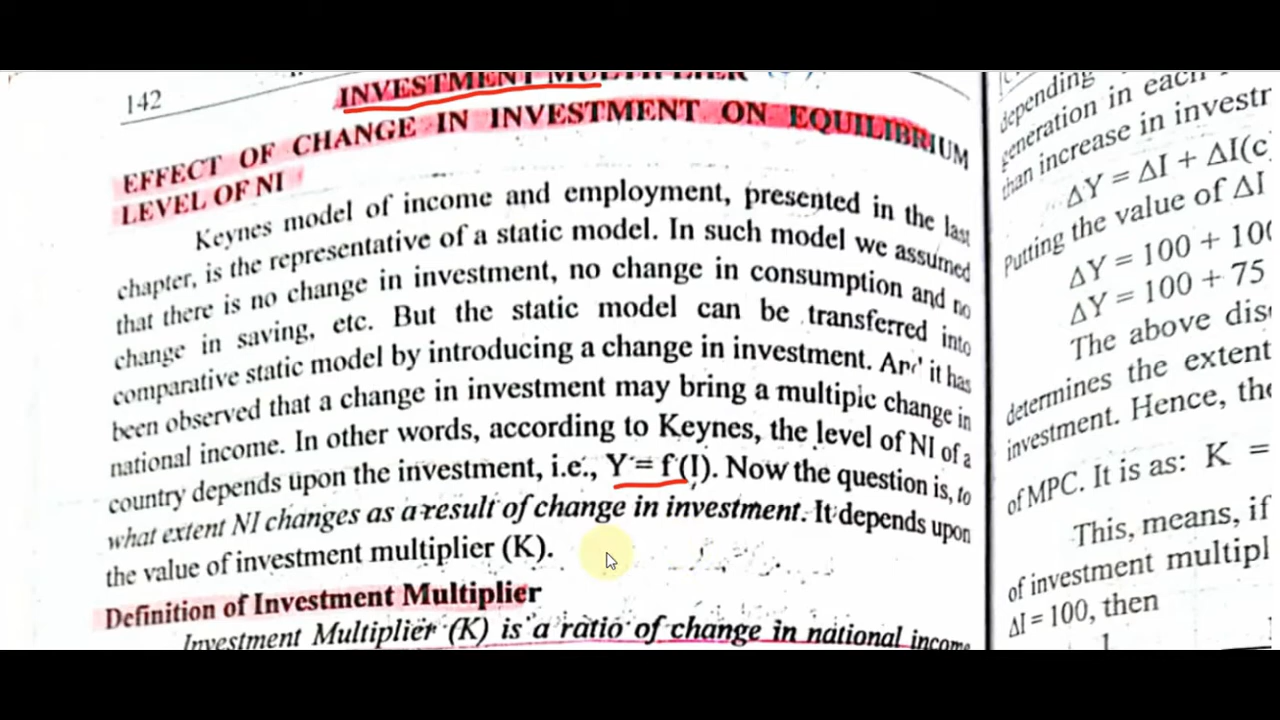 142
INVESTMENT MULTIPLIER
EFFECT OF CHANGE IN INVESTMENT ON EQUILIBRIUM
LEVEL OF NI
Keynes model of income and employment, presented in the last
chapter, is the representative of a static model. In such model we assumed
that there is no change in investment, no change in consumption and no
change in saving, etc. But the static model can be transferred into
comparative static model by introducing a change in investment. And it has
been observed that a change in investment may bring a multiple change in
national income. In other words, according to Keynes, the level of NI of a
country depends upon the investment, i.e., Y = f (I). Now the question is, to
what extent NI changes as a result of change in investment. It depends upon
the value of investment multiplier (K).
Definition of Investment Multiplier
Investment Multiplier (K) is a ratio of change in national income
depending
generation in each
than increase in invest
ΔY = ΔI + ΔI(c
Putting the value of ΔI
ΔY = 100 + 100
ΔY = 100 + 75
The above dis
determines the extent
investment. Hence, the
of MPC. It is as: K =
This, means, if
of investment multipl
ΔI = 100, then